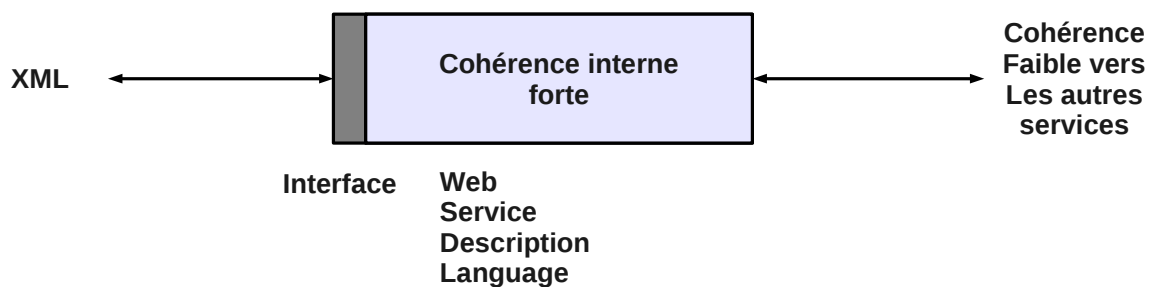 XML
Cohérence interne
forte
Cohérence
Faible vers
Les autres
services
Interface
Web
Service
Description
Language